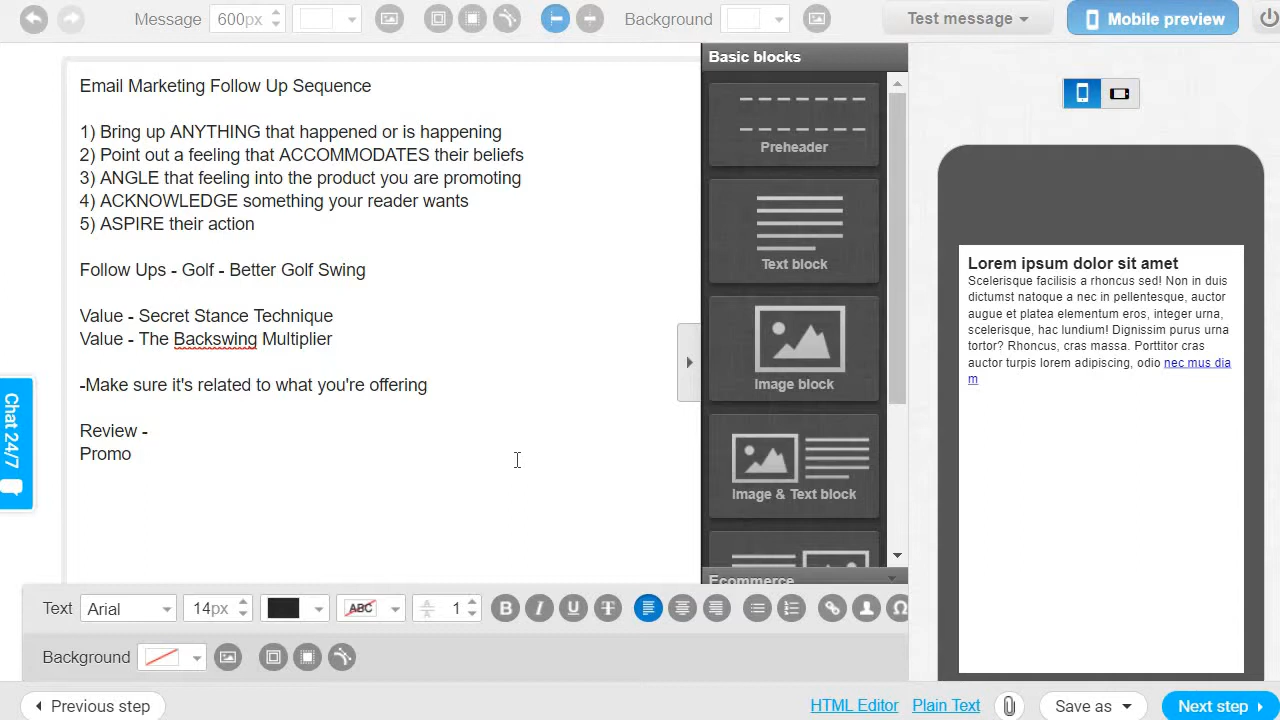 Message 600px
Background
Test message
Mobile preview
Email Marketing Follow Up Sequence
1) Bring up ANYTHING that happened or is happening
2) Point out a feeling that ACCOMMODATES their beliefs
3) ANGLE that feeling into the product you are promoting
4) ACKNOWLEDGE something your reader wants
5) ASPIRE their action
Follow Ups - Golf - Better Golf Swing
Value - Secret Stance Technique
Value - The Backswing Multiplier
-Make sure it's related to what you're offering
Review -
Promo
Chat 24/7
Basic blocks
Preheader
Text block
Image block
Image & Text block
Ecommerce
Lorem ipsum dolor sit amet
Scelerisque facilisis a rhoncus sed! Non in duis
dictumst natoque a nec in pellentesque, auctor
augue et platea elementum eros, integer urna,
scelerisque, hac lundium! Dignissim purus urna
tortor? Rhoncus, cras massa. Porttitor cras
auctor turpis lorem adipiscing, odio nec mus dia
m
Text Arial 14px ABC 1 B I U T Ω
Background
Previous step
HTML Editor
Plain Text
Save as
Next step